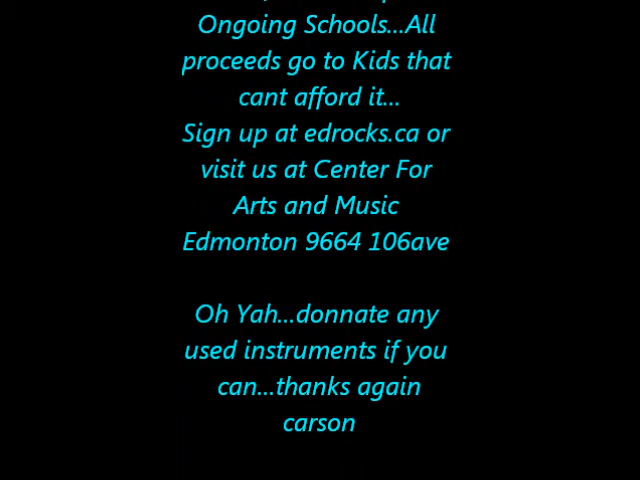 Ongoing Schools...All
proceeds go to Kids that
cant afford it...
Sign up at edrocks.ca or
visit us at Center For
Arts and Music
Edmonton 9664 106ave
Oh Yah...donnate any
used instruments if you
can...thanks again
carson